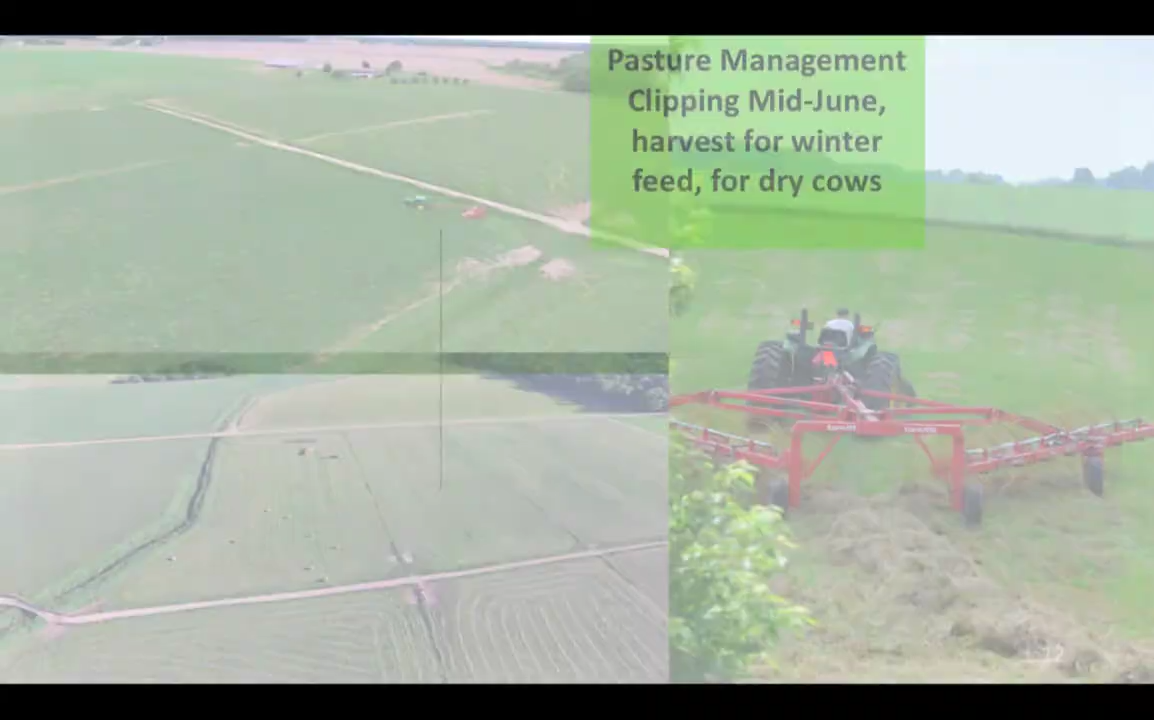 Pasture Management
Clipping Mid-June,
harvest for winter
feed, for dry cows